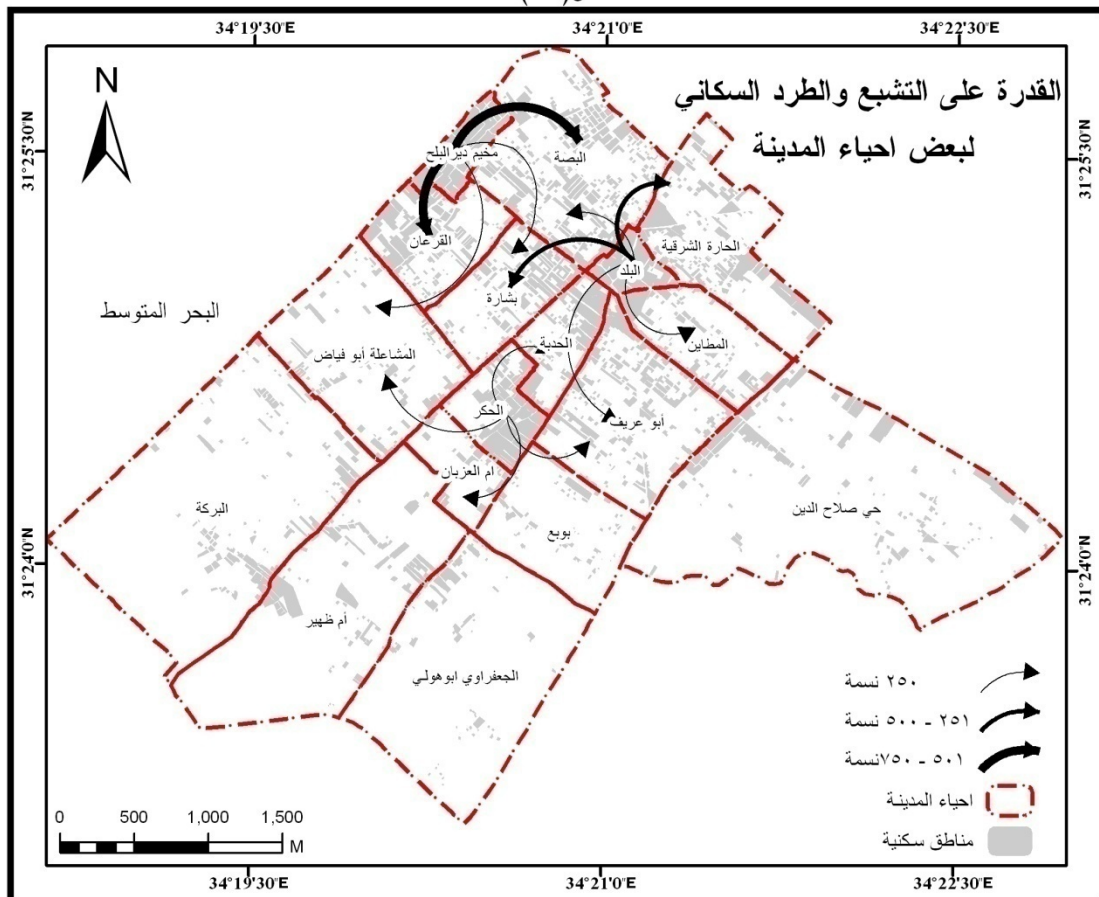 34°19'30"E
34°21'0"E
34°22'30"E
N
القدرة على التشبع والطرد السكاني
لبعض احياء المدينة
31°25'30"N
31°25'30"N
مخيم ديرالبلح
البصة
القرعان
الحارة الشرقية
البلد
بشارة
البحر المتوسط
المطاين
الحدبة
المشاعلة أبو فياض
الحكر
أبو عريف
ام العزبان
البركة
حي صلاح الدين
بوبع
31°24'0"N
31°24'0"N
أم ظهير
الجعفراوي ابوهولي
٢٥٠ نسمة
٢٥١ - ٥٠٠ نسمة
٥٠١ - ٧٥٠نسمة
احياء المدينة
مناطق سكنية
0 500 1,000 1,500
M
34°19'30"E
34°21'0"E
34°22'30"E